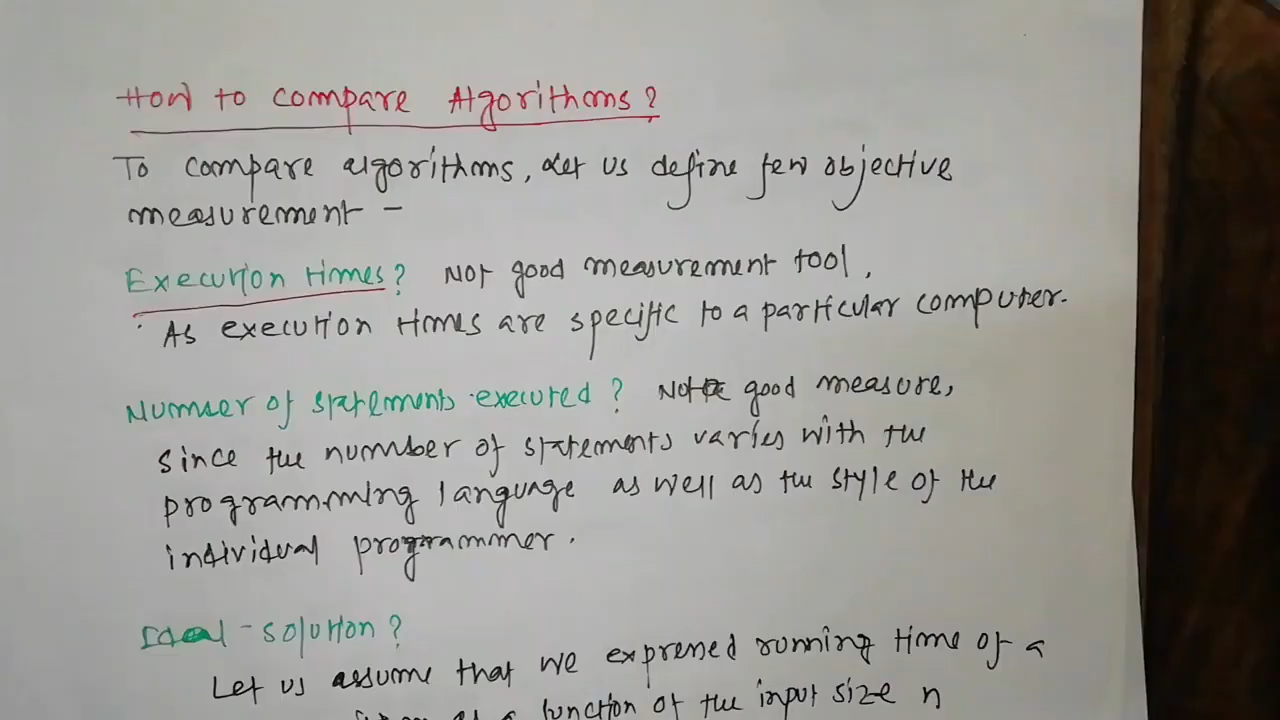 How to compare Algorithms?
To compare algorithms, let us define few objective
measurement -
Execution times? Not good measurement tool,
As execution times are specific to a particular computer.
Number of statements executed? Not good measure,
since the number of statements varies with the
programming language as well as the style of the
individual programmer.
Ideal - solution?
Let us assume that we expressed running time of a
as a function of the input size n